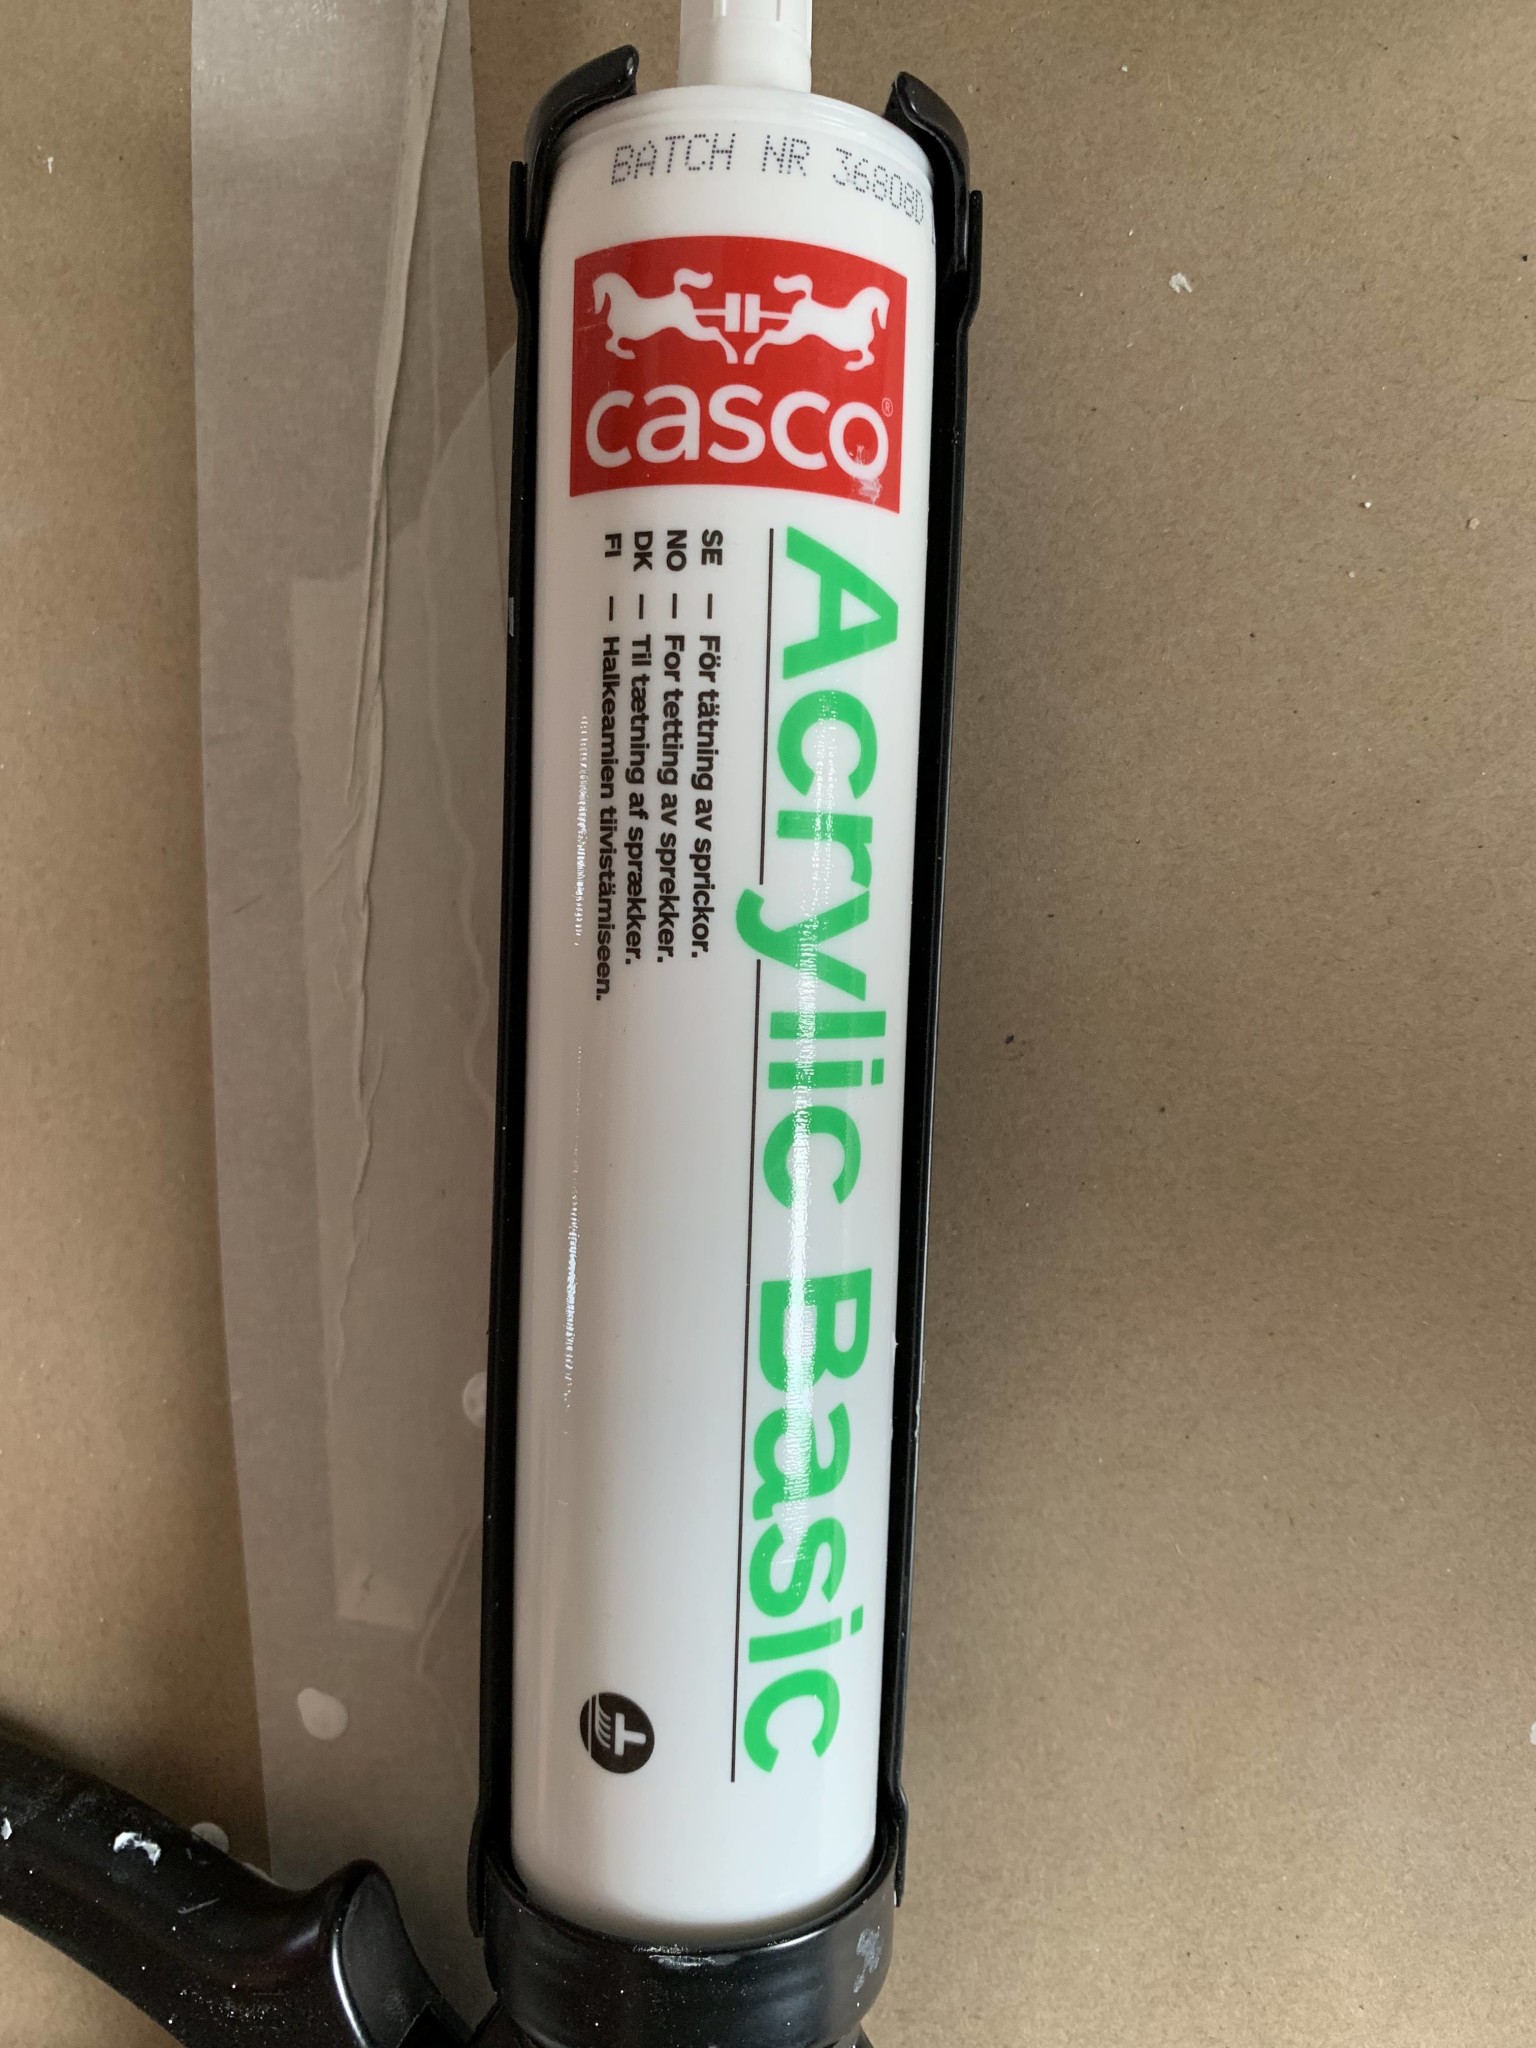 BATCH NR 36808D
casco®
Acrylic Basic
SE — För tätning av sprickor.
NO — For tetting av sprekker.
DK — Til tætning af sprækker.
FI — Halkeamien tiivistämiseen.